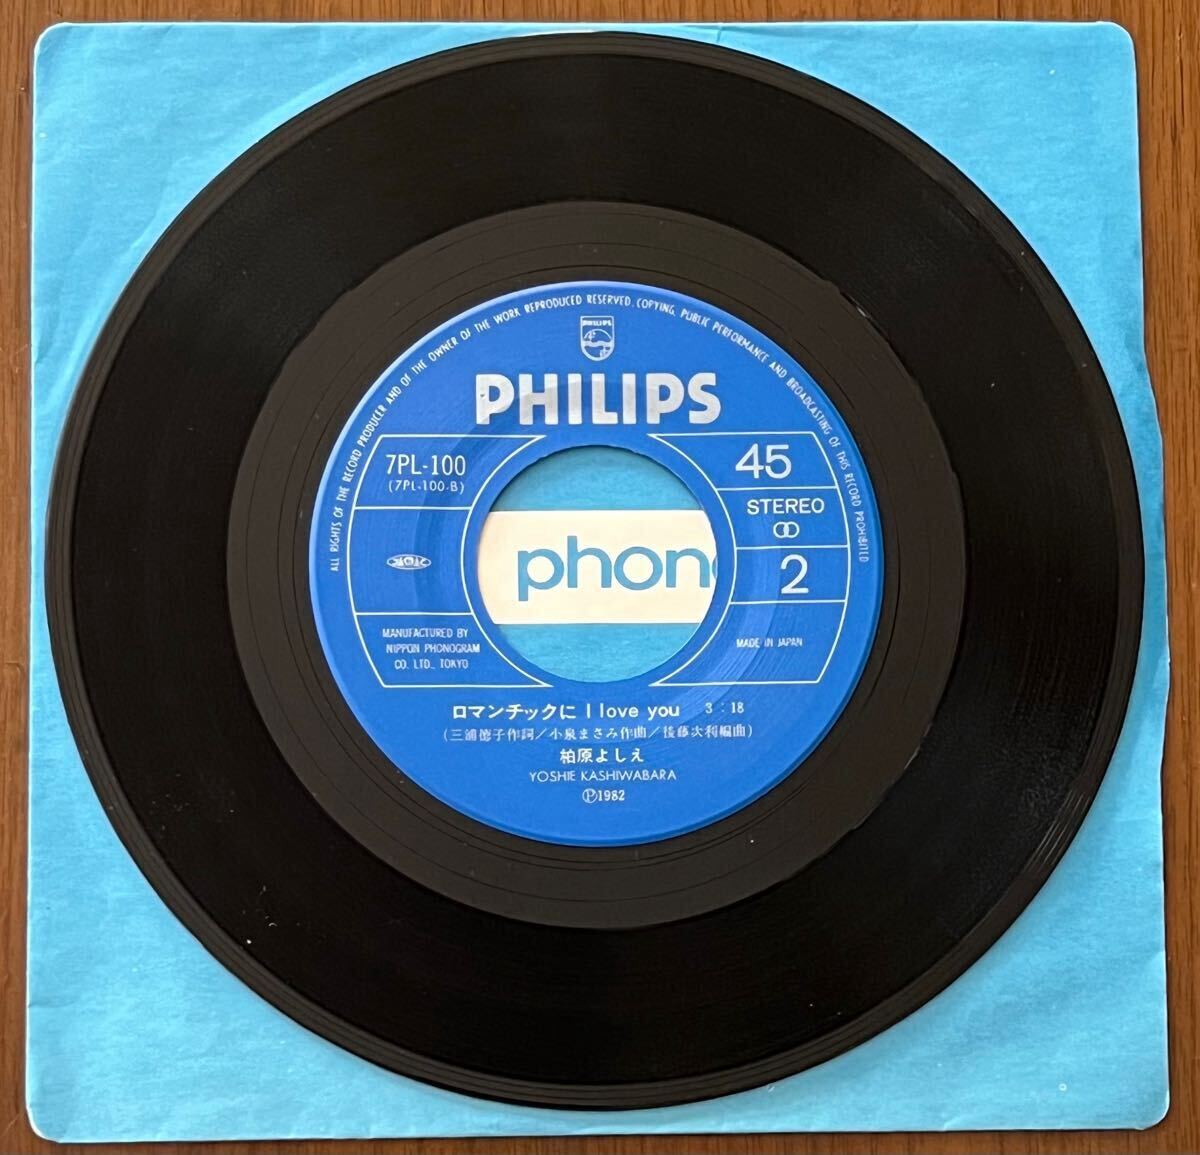 ALL RIGHTS OF THE RECORD PRODUCER AND OF THE OWNER OF THE WORK REPRODUCED RESERVED. COPYING, PUBLIC PERFORMANCE AND BROADCASTING OF THIS RECORD PROHIBITED
PHILIPS
PHILIPS
7PL-100
(7PL-100-B)
45
STEREO
2
phon
MANUFACTURED BY
NIPPON PHONOGRAM
CO. LTD., TOKYO
MADE IN JAPAN
ロマンチックに I love you 3:18
(三浦徳子作詞/小泉まさみ作曲/後藤次利編曲)
柏原よしえ
YOSHIE KASHIWABARA
Ⓟ1982